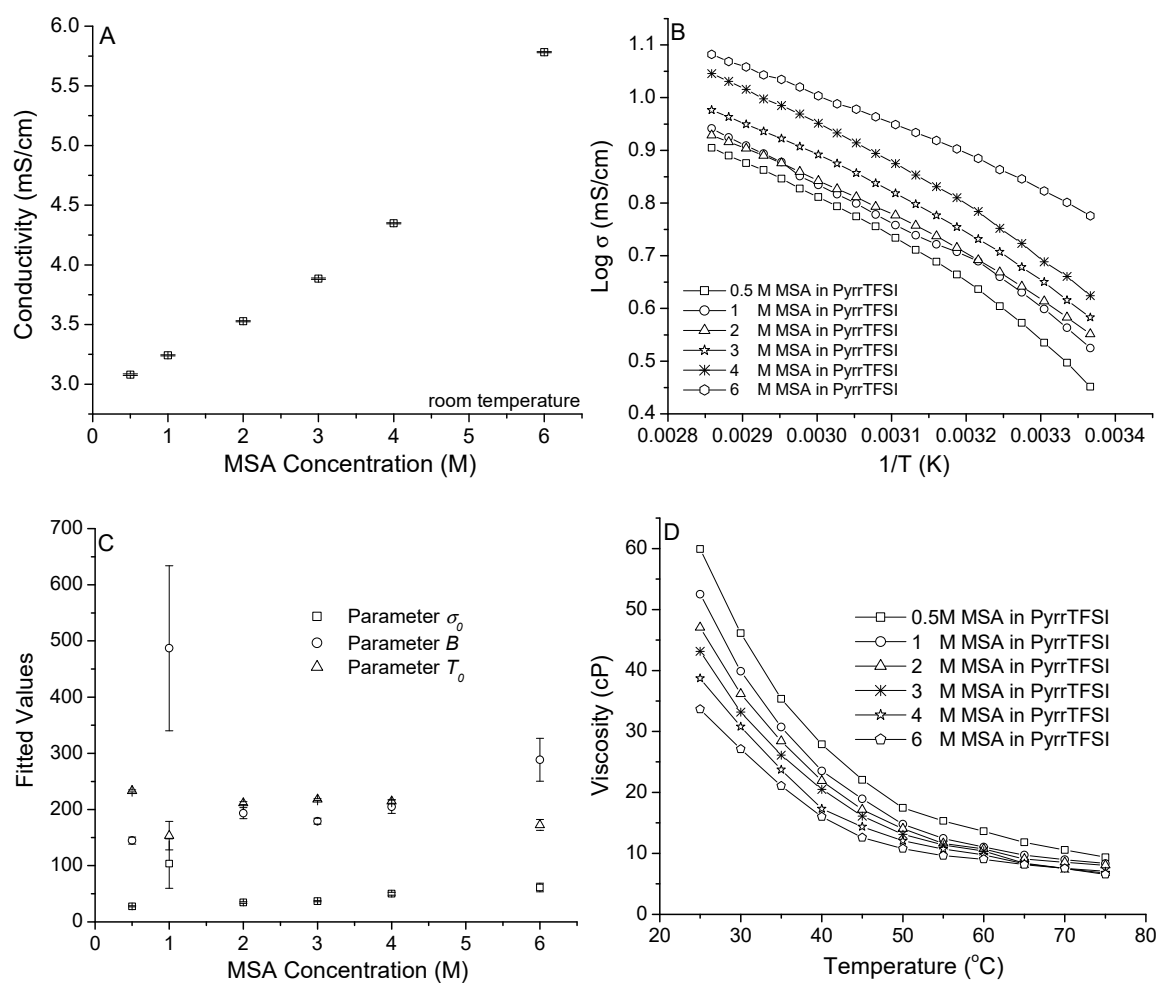 A
6.0
5.5
5.0
4.5
4.0
3.5
3.0
Conductivity (mS/cm)
room temperature
0 1 2 3 4 5 6
MSA Concentration (M)
B
1.1
1.0
0.9
0.8
0.7
0.6
0.5
0.4
Log σ (mS/cm)
0.5 M MSA in PyrrTFSI
1 M MSA in PyrrTFSI
2 M MSA in PyrrTFSI
3 M MSA in PyrrTFSI
4 M MSA in PyrrTFSI
6 M MSA in PyrrTFSI
0.0028 0.0029 0.0030 0.0031 0.0032 0.0033 0.0034
1/T (K)
C
700
600
500
400
300
200
100
0
Fitted Values
Parameter σ0
Parameter B
Parameter T0
0 1 2 3 4 5 6
MSA Concentration (M)
D
60
50
40
30
20
10
0
Viscosity (cP)
0.5M MSA in PyrrTFSI
1 M MSA in PyrrTFSI
2 M MSA in PyrrTFSI
3 M MSA in PyrrTFSI
4 M MSA in PyrrTFSI
6 M MSA in PyrrTFSI
20 30 40 50 60 70 80
Temperature (°C)